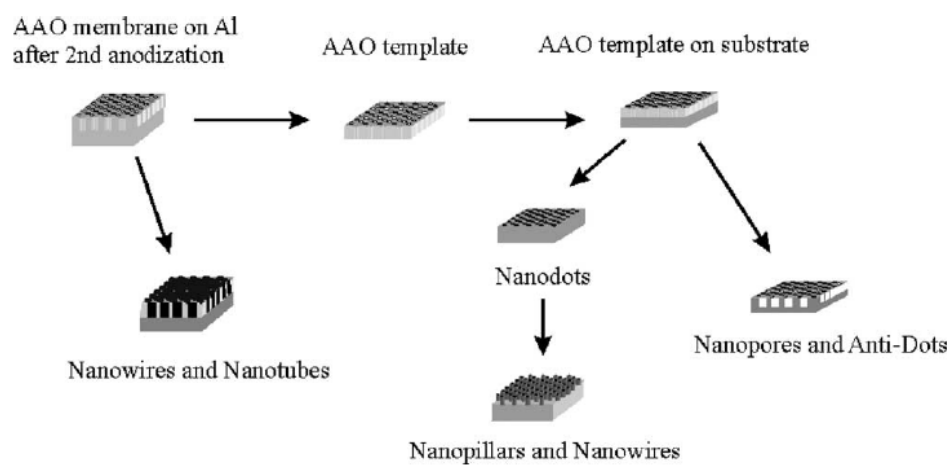 AAO membrane on Al
after 2nd anodization
AAO template
AAO template on substrate
Nanodots
Nanowires and Nanotubes
Nanopores and Anti-Dots
Nanopillars and Nanowires